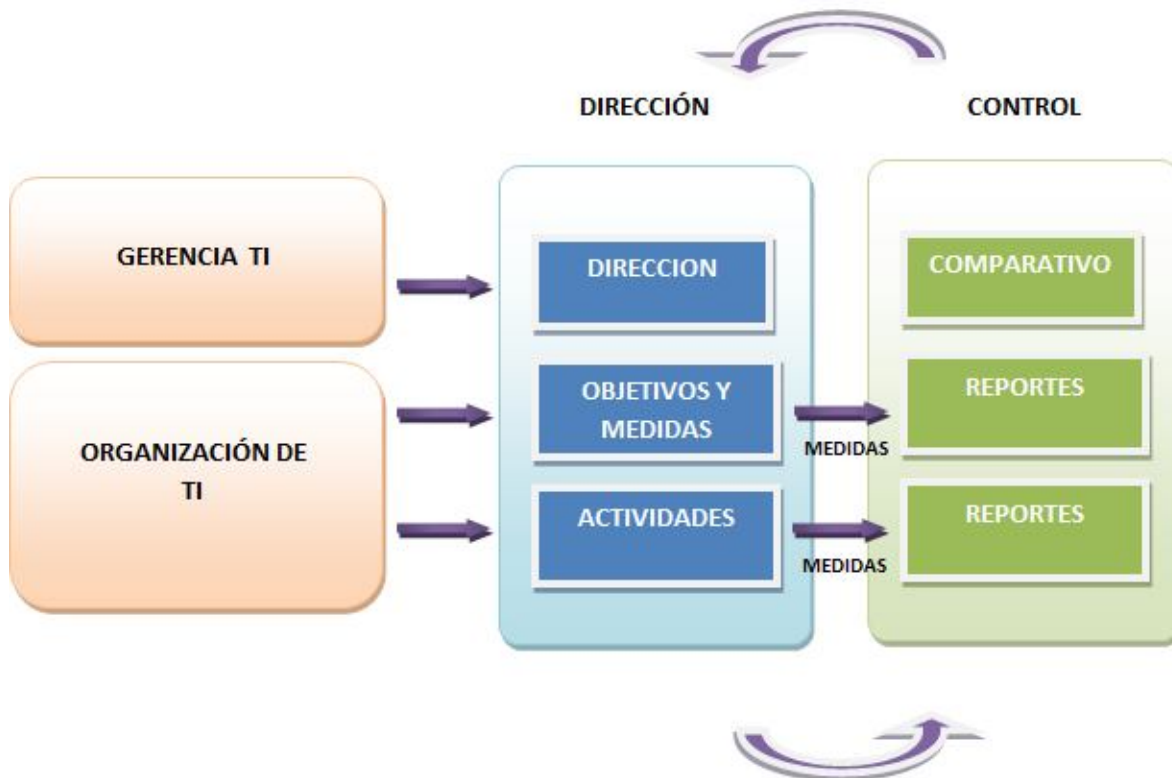 DIRECCIÓN
CONTROL
GERENCIA TI
DIRECCION
COMPARATIVO
ORGANIZACIÓN DE
TI
OBJETIVOS Y
MEDIDAS
MEDIDAS
REPORTES
ACTIVIDADES
MEDIDAS
REPORTES